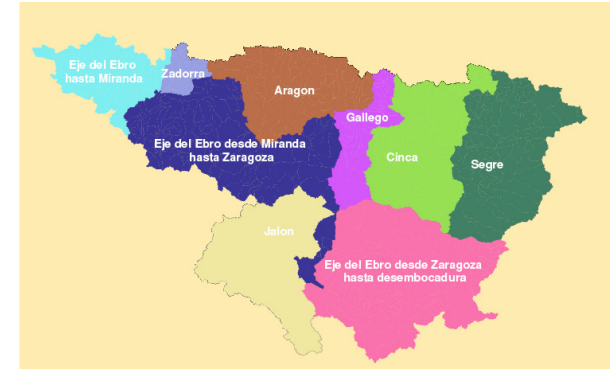 Eje del Ebro
hasta Miranda
Zadorra
Aragon
Gallego
Eje del Ebro desde Miranda
hasta Zaragoza
Cinca
Segre
Jalon
Eje del Ebro desde Zaragoza
hasta desembocadura